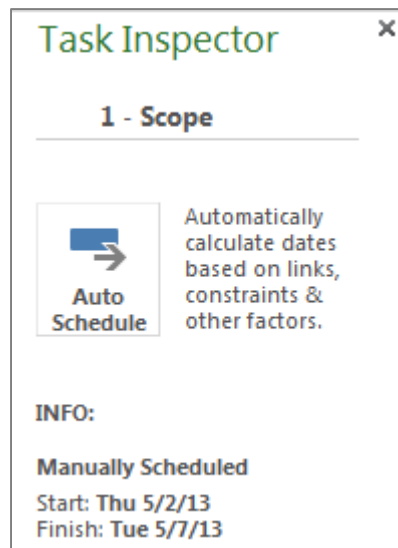 Task Inspector
1 - Scope
Automatically
calculate dates
based on links,
constraints &
other factors.
Auto
Schedule
INFO:
Manually Scheduled
Start: Thu 5/2/13
Finish: Tue 5/7/13